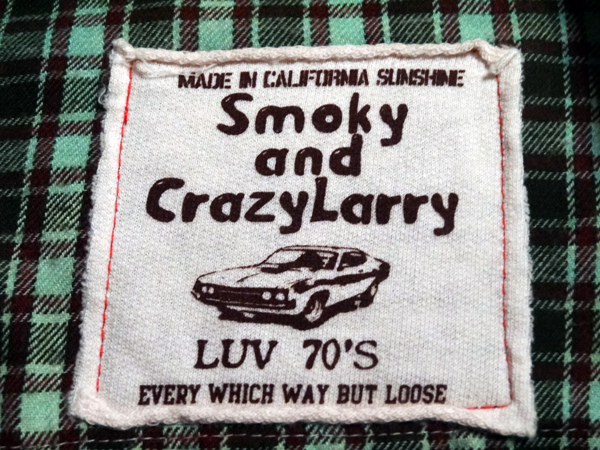 MADE IN CALIFORNIA SUNSHINE
Smoky
and
CrazyLarry
LUV 70'S
EVERY WHICH WAY BUT LOOSE